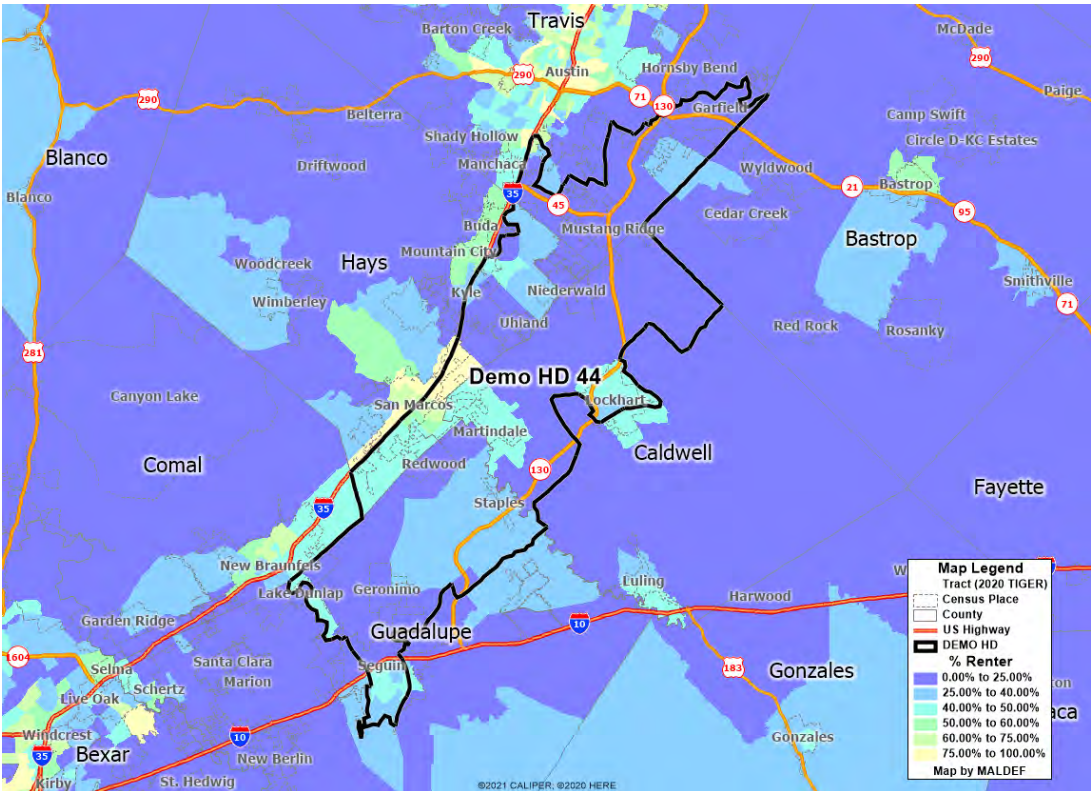 Travis
Barton Creek
McDade
290
Austin
290
Hornsby Bend
71
130
Garfield
Paige
290
Belterra
Camp Swift
Shady Hollow
Circle D-KC Estates
Blanco
Driftwood
Manchaca
Wyldwood
Blanco
35
21
Bastrop
45
95
Cedar Creek
Buda
Mustang Ridge
Bastrop
Mountain City
Hays
Woodcreek
Smithville
Kyle
Niederwald
71
Wimberley
Uhland
Red Rock
Rosanky
281
Demo HD 44
Canyon Lake
San Marcos
Lockhart
Martindale
Caldwell
Comal
Redwood
130
Fayette
Staples
35
New Braunfels
Luling
Lake Dunlap
Geronimo
Harwood
Garden Ridge
Guadalupe
10
1604
Santa Clara
Seguin
Selma
Marion
Schertz
183
Gonzales
Live Oak
Windcrest
10
Gonzales
35
Bexar
New Berlin
Kirby
St. Hedwig
Map Legend
Tract (2020 TIGER)
Census Place
County
US Highway
DEMO HD
% Renter
0.00% to 25.00%
25.00% to 40.00%
40.00% to 50.00%
50.00% to 60.00%
60.00% to 75.00%
75.00% to 100.00%
Map by MALDEF
©2021 CALIPER; ©2020 HERE